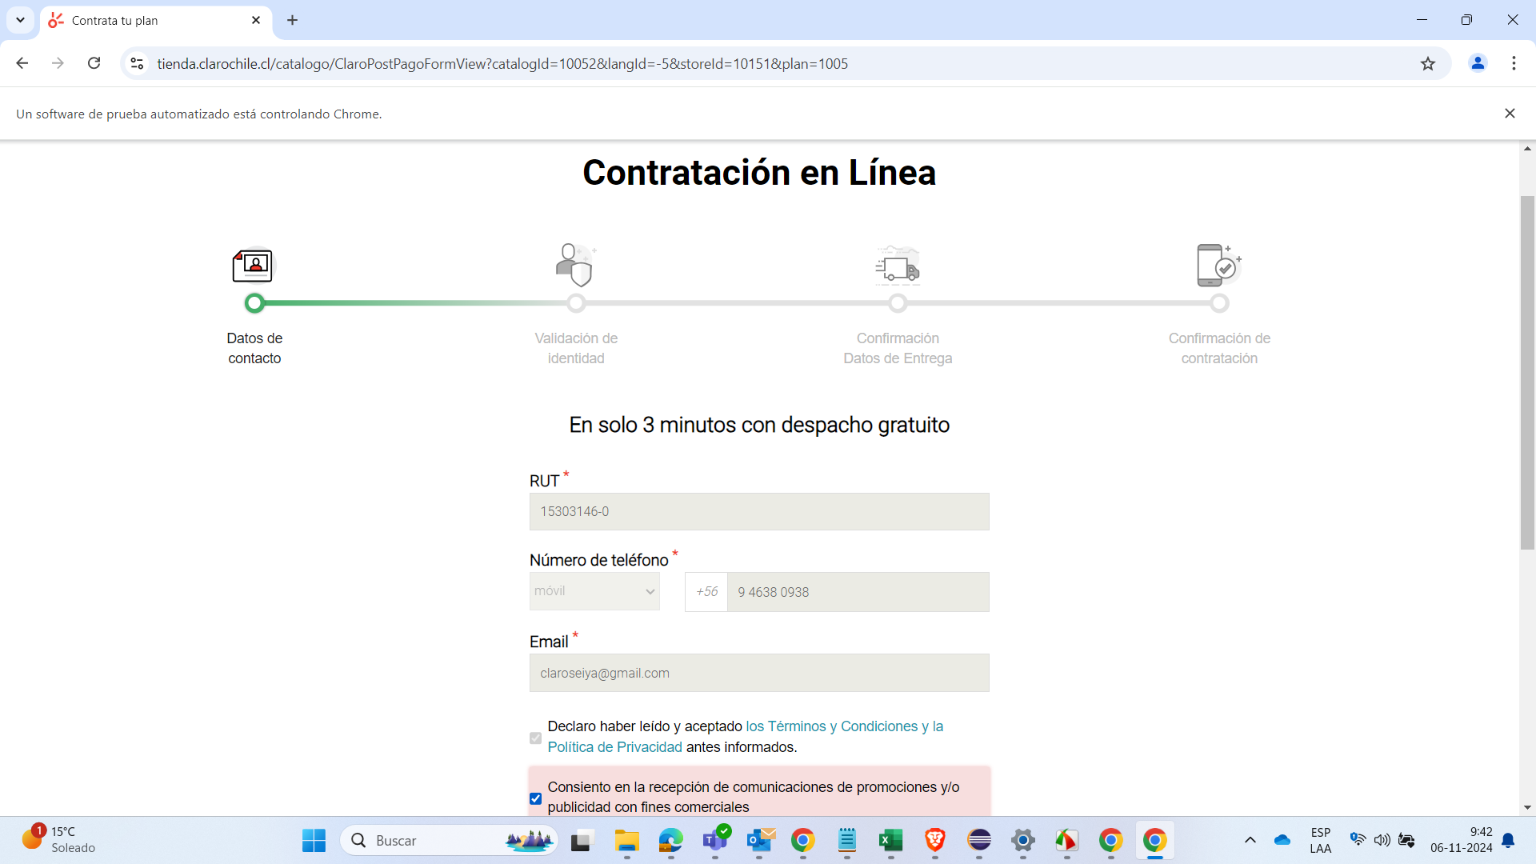 Contrata tu plan
tienda.clarochile.cl/catalogo/ClaroPostPagoFormView?catalogId=10052&langId=-5&storeId=10151&plan=1005
Un software de prueba automatizado está controlando Chrome.
Contratación en Línea
Datos de
contacto
Validación de
identidad
Confirmación
Datos de Entrega
Confirmación de
contratación
En solo 3 minutos con despacho gratuito
RUT *
15303146-0
Número de teléfono *
móvil
+56
9 4638 0938
Email *
claroseiya@gmail.com
Declaro haber leído y aceptado los Términos y Condiciones y la
Política de Privacidad antes informados.
Consiento en la recepción de comunicaciones de promociones y/o
publicidad con fines comerciales
1
15°C
Soleado
Buscar
ESP
LAA
9:42
06-11-2024